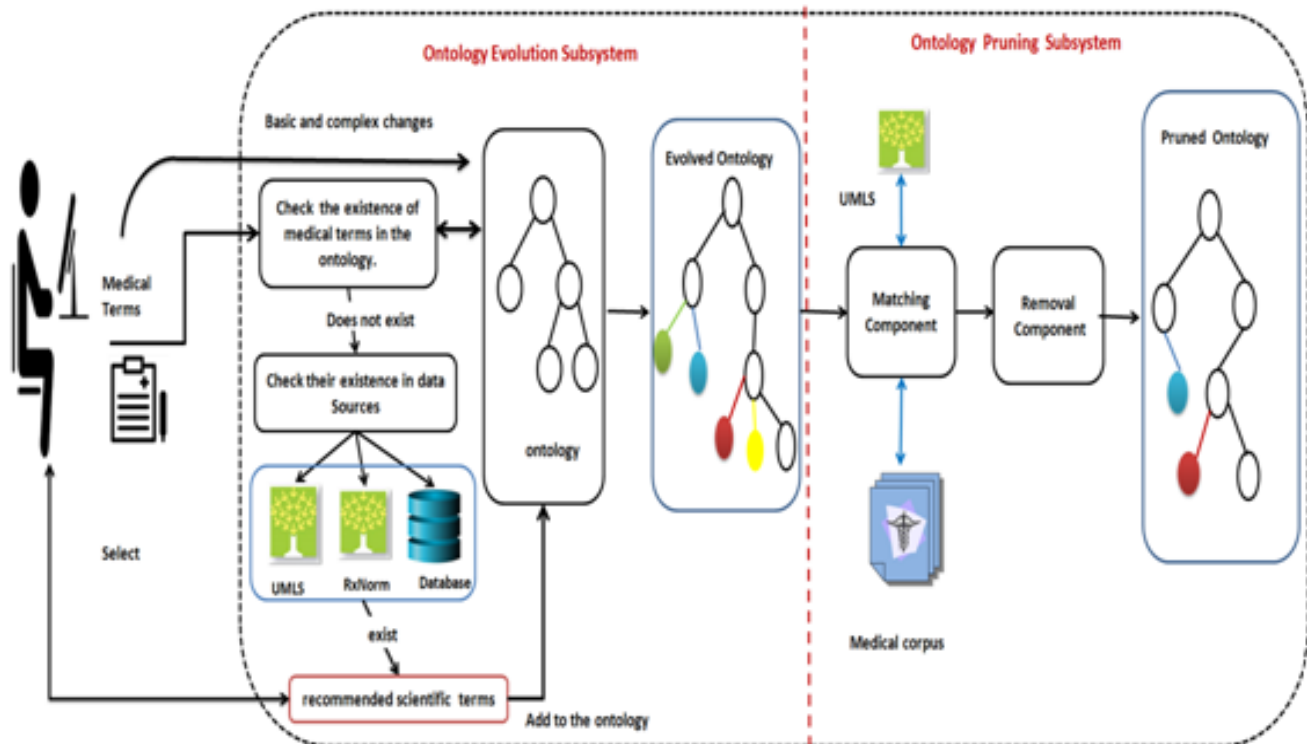 Ontology Evolution Subsystem
Ontology Pruning Subsystem
Basic and complex changes
Check the existence of
medical terms in the
ontology.
Medical
Terms
Does not exist
Check their existence in data
Sources
UMLS
RxNorm
Database
Select
exist
recommended scientific terms
Add to the ontology
ontology
Evolved Ontology
UMLS
Matching
Component
Removal
Component
Medical corpus
Pruned Ontology